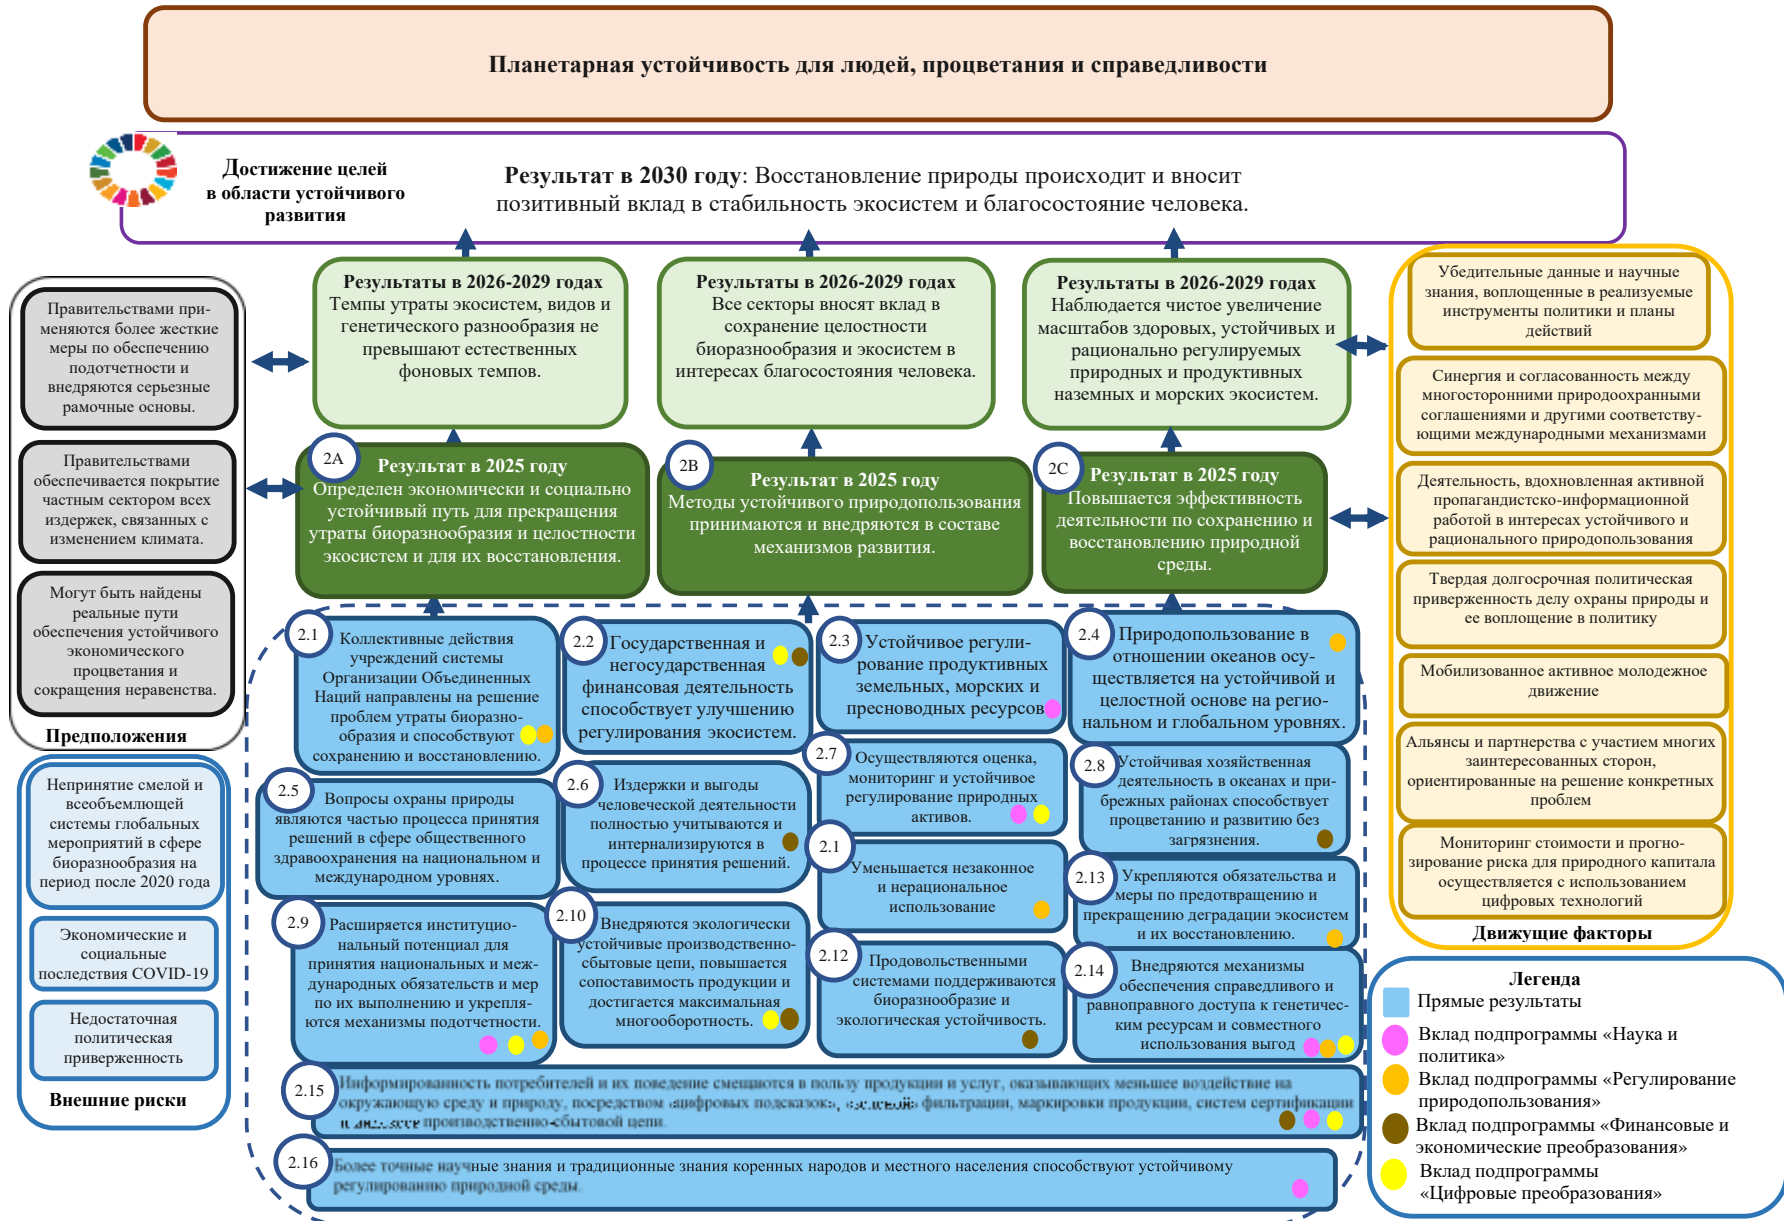 Планетарная устойчивость для людей, процветания и справедливости
Достижение целей
в области устойчивого
развития
Результат в 2030 году: Восстановление природы происходит и вносит
позитивный вклад в стабильность экосистем и благосостояние человека.
Правительствами при-
меняются более жесткие
меры по обеспечению
подотчетности и
внедряются серьезные
рамочные основы.
Правительствами
обеспечивается покрытие
частным сектором всех
издержек, связанных с
изменением климата.
Могут быть найдены
реальные пути
обеспечения устойчивого
экономического
процветания и
сокращения неравенства.
Предположения
Непринятие смелой и
всеобъемлющей
системы глобальных
мероприятий в сфере
биоразнообразия на
период после 2020 года
Экономические и
социальные
последствия COVID-19
Недостаточная
политическая
приверженность
Внешние риски
Результаты в 2026-2029 годах
Темпы утраты экосистем, видов и
генетического разнообразия не
превышают естественных
фоновых темпов.
Результаты в 2026-2029 годах
Все секторы вносят вклад в
сохранение целостности
биоразнообразия и экосистем в
интересах благосостояния человека.
Результаты в 2026-2029 годах
Наблюдается чистое увеличение
масштабов здоровых, устойчивых и
рационально регулируемых
природных и продуктивных
наземных и морских экосистем.
2A
Результат в 2025 году
Определен экономически и социально
устойчивый путь для прекращения
утраты биоразнообразия и целостности
экосистем и для их восстановления.
2B
Результат в 2025 году
Методы устойчивого природопользования
принимаются и внедряются в составе
механизмов развития.
2C
Результат в 2025 году
Повышается эффективность
деятельности по сохранению и
восстановлению природной
среды.
2.1
Коллективные действия
учреждений системы
Организации Объединенных
Наций направлены на решение
проблем утраты биоразно-
образия и способствуют
сохранению и восстановлению.
2.2
Государственная и
негосударственная
финансовая деятельность
способствует улучшению
регулирования экосистем.
2.3
Устойчивое регули-
рование продуктивных
земельных, морских и
пресноводных ресурсов
2.4
Природопользование в
отношении океанов осу-
ществляется на устойчивой и
целостной основе на регио-
нальном и глобальном уровнях.
2.5
Вопросы охраны природы
являются частью процесса принятия
решений в сфере общественного
здравоохранения на национальном и
международном уровнях.
2.6
Издержки и выгоды
человеческой деятельности
полностью учитываются и
интернализируются в
процессе принятия решений.
2.7
Осуществляются оценка,
мониторинг и устойчивое
регулирование природных
активов.
2.8
Устойчивая хозяйственная
деятельность в океанах и при-
брежных районах способствует
процветанию и развитию без
загрязнения.
2.9
Расширяется институцио-
нальный потенциал для
принятия национальных и меж-
дународных обязательств и мер
по их выполнению и укрепля-
ются механизмы подотчетности.
2.10
Внедряются экологически
устойчивые производственно-
сбытовые цепи, повышается
сопоставимость продукции и
достигается максимальная
многооборотность.
2.1
Уменьшается незаконное
и нерациональное
использование
2.12
Продовольственными
системами поддерживаются
биоразнообразие и
экологическая устойчивость.
2.13
Укрепляются обязательства и
меры по предотвращению и
прекращению деградации экосистем
и их восстановлению.
2.14
Внедряются механизмы
обеспечения справедливого и
равноправного доступа к генетичес-
ким ресурсам и совместного
использования выгод
2.15
Информированность потребителей и их поведение смещаются в пользу продукции и услуг, оказывающих меньшее воздействие на
окружающую среду и природу, посредством «цифровых подсказок», «зеленой» фильтрации, маркировки продукции, систем сертификации
производственно-сбытовой цепи.
2.16
Более точные научные знания и традиционные знания коренных народов и местного населения способствуют устойчивому
регулированию природной среды.
Убедительные данные и научные
знания, воплощенные в реализуемые
инструменты политики и планы
действий
Синергия и согласованность между
многосторонними природоохранными
соглашениями и другими соответству-
ющими международными механизмами
Деятельность, вдохновленная активной
пропагандистско-информационной
работой в интересах устойчивого и
рационального природопользования
Твердая долгосрочная политическая
приверженность делу охраны природы и
ее воплощение в политику
Мобилизованное активное молодежное
движение
Альянсы и партнерства с участием многих
заинтересованных сторон,
ориентированные на решение конкретных
проблем
Мониторинг стоимости и прогно-
зирование риска для природного капитала
осуществляется с использованием
цифровых технологий
Движущие факторы
Легенда
Прямые результаты
Вклад подпрограммы «Наука и
политика»
Вклад подпрограммы «Регулирование
природопользования»
Вклад подпрограммы «Финансовые и
экономические преобразования»
Вклад подпрограммы
«Цифровые преобразования»